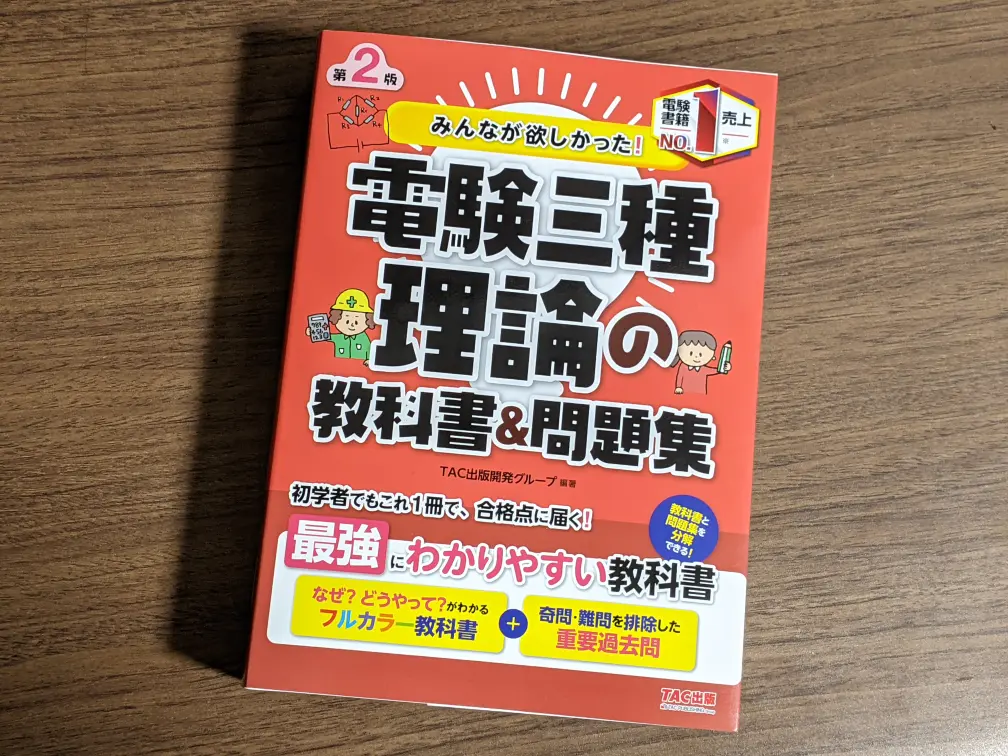 第2版
R₁ R₂
R₃ R₄
みんなが欲しかった!
電験
書籍
NO.1
売上
電験三種
理論の
教科書&問題集
TAC出版開発グループ 編著
初学者でもこれ1冊で、合格点に届く!
教科書と
問題集を
分解
できる!
最強にわかりやすい教科書
なぜ?どうやって?がわかる
フルカラー教科書
+
奇問・難問を排除した
重要過去問
TAC出版